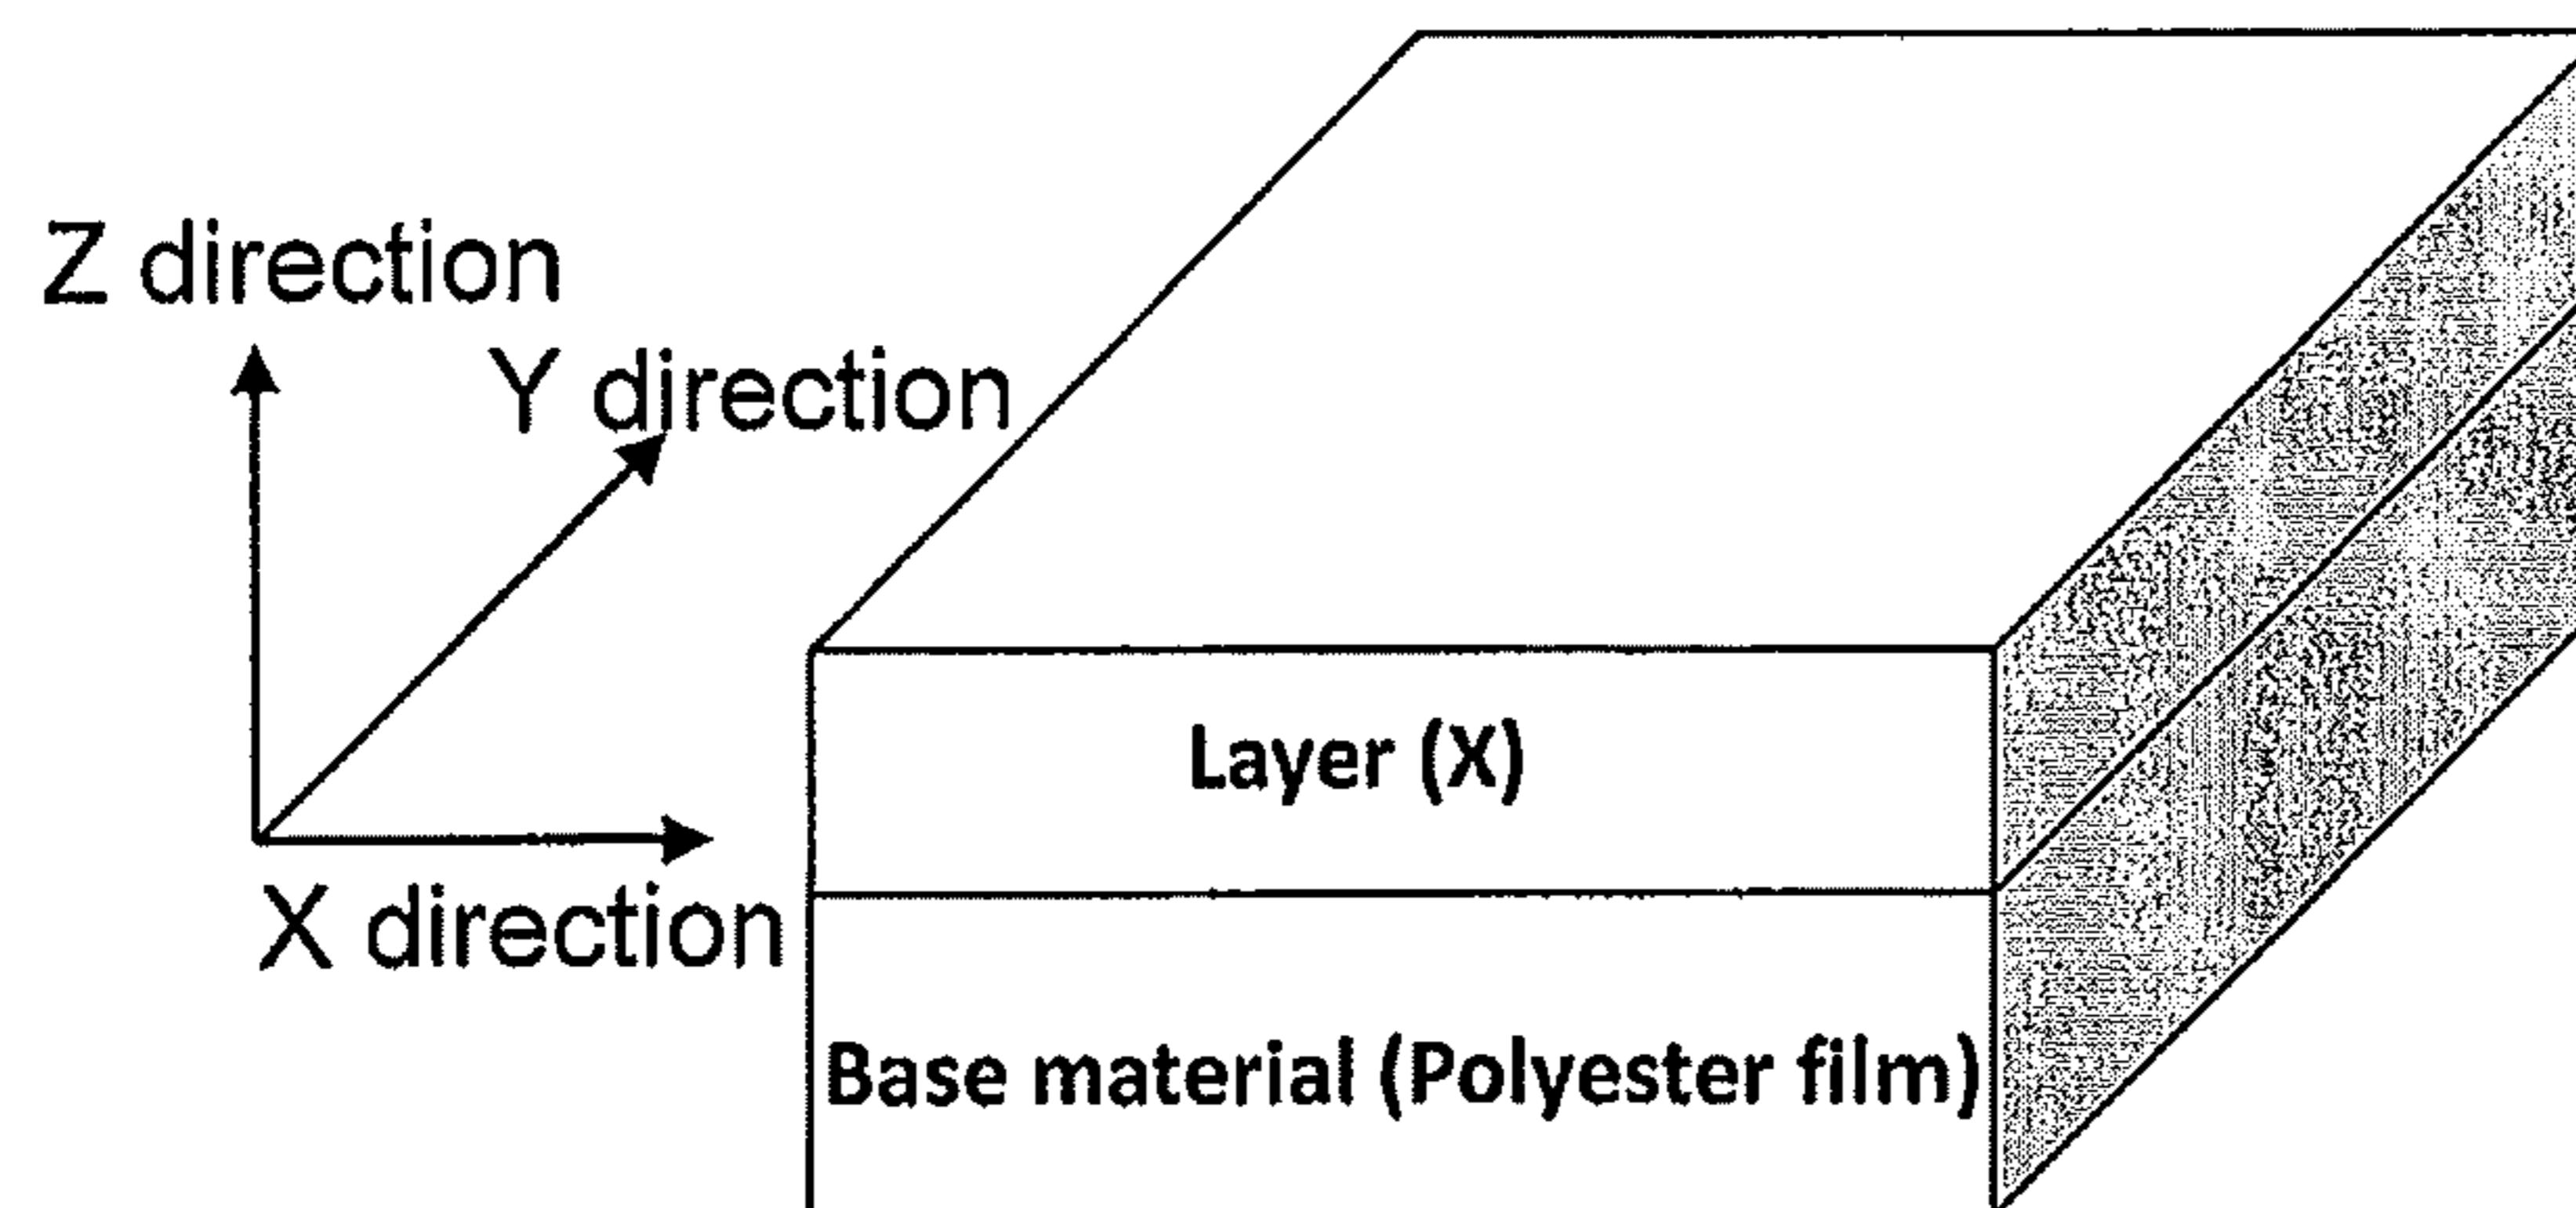 Z direction
Y direction
X direction
Layer (X)
Base material (Polyester film)